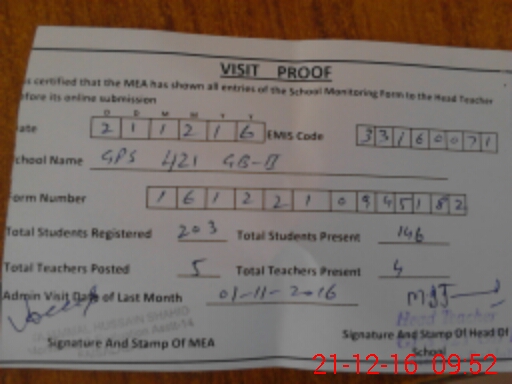 VISIT PROOF
is certified that the MEA has shown all entries of the School Monitoring Form to the Head Teacher
before its online submission
D D M M Y Y
Date 2 1 1 2 1 6 EMIS Code 3 3 1 6 0 0 7 1
School Name GPS 421 GB-II
Form Number 1 6 1 2 2 1 0 9 4 5 1 8 2
Total Students Registered 203 Total Students Present 146
Total Teachers Posted 5 Total Teachers Present 4
Admin Visit Date of Last Month 01-11-2016
HUSSAIN SHAHID
Head Teacher
Signature And Stamp Of MEA Signature And Stamp Of Head Of
School
21-12-16 09:52